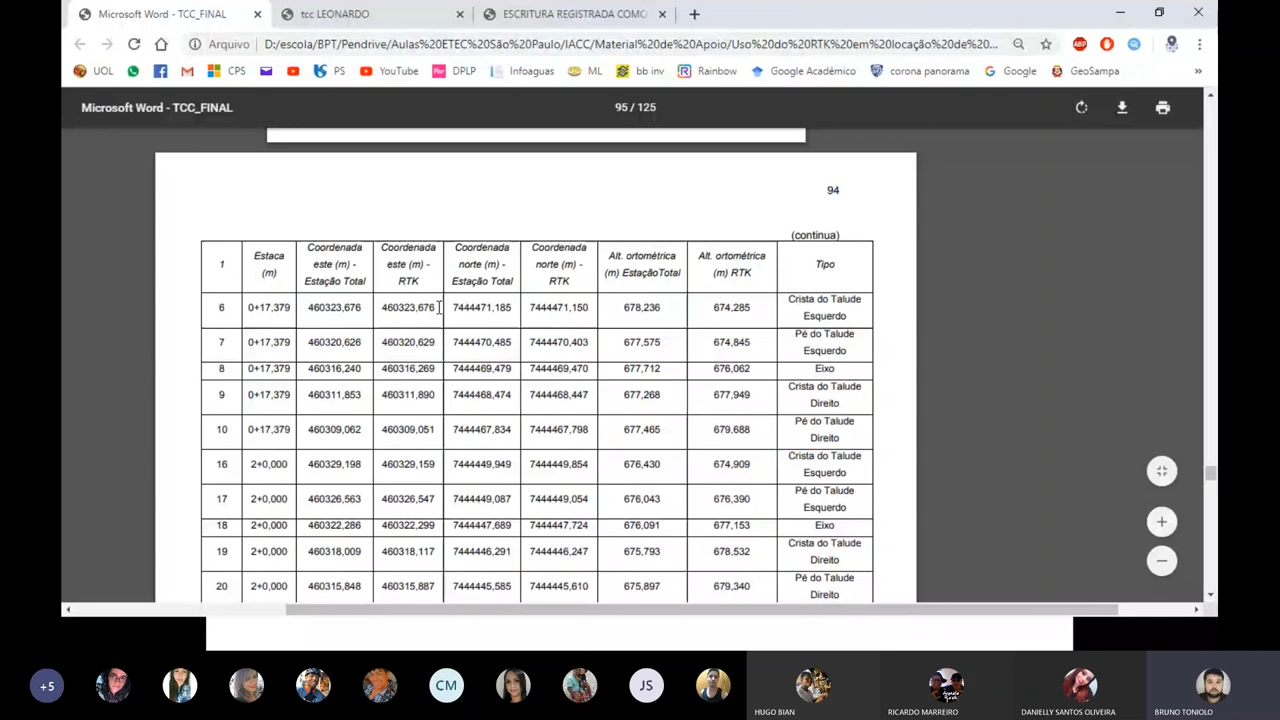 Microsoft Word - TCC_FINAL
tcc LEONARDO
ESCRITURA REGISTRADA COMO
Arquivo
D:/escola/BPT/Pendrive/Aulas%20ETEC%20São%20Paulo/IACC/Material%20de%20Apoio/Uso%20do%20RTK%20em%20locação%20de%20...
UOL
CPS
PS
YouTube
DPLP
Infoaguas
ML
bb inv
Rainbow
Google Acadêmico
corona panorama
Google
GeoSampa
»
Microsoft Word - TCC_FINAL
95 / 125
94
(continua)
1 Estaca (m) Coordenada este (m) - Estação Total Coordenada este (m) - RTK Coordenada norte (m) - Estação Total Coordenada norte (m) - RTK Alt. ortométrica (m) EstaçãoTotal Alt. ortométrica (m) RTK Tipo
6 0+17,379 460323,676 460323,676 7444471,185 7444471,150 678,236 674,285 Crista do Talude Esquerdo
7 0+17,379 460320,626 460320,629 7444470,485 7444470,403 677,575 674,845 Pé do Talude Esquerdo
8 0+17,379 460316,240 460316,269 7444469,479 7444469,470 677,712 676,062 Eixo
9 0+17,379 460311,853 460311,890 7444468,474 7444468,447 677,268 677,949 Crista do Talude Direito
10 0+17,379 460309,062 460309,051 7444467,834 7444467,798 677,465 679,688 Pé do Talude Direito
16 2+0,000 460329,198 460329,159 7444449,949 7444449,854 676,430 674,909 Crista do Talude Esquerdo
17 2+0,000 460326,563 460326,547 7444449,087 7444449,054 676,043 676,390 Pé do Talude Esquerdo
18 2+0,000 460322,286 460322,299 7444447,689 7444447,724 676,091 677,153 Eixo
19 2+0,000 460318,009 460318,117 7444446,291 7444446,247 675,793 678,532 Crista do Talude Direito
20 2+0,000 460315,848 460315,887 7444445,585 7444445,610 675,897 679,340 Pé do Talude Direito
+5
CM
JS
HUGO BIAN
RICARDO MARREIRO
DANIELLY SANTOS OLIVEIRA
BRUNO TONIOLO